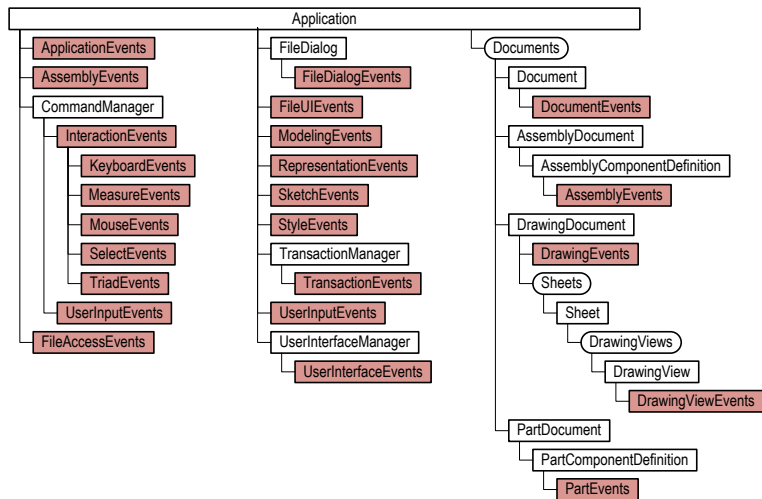 Application
ApplicationEvents
AssemblyEvents
CommandManager
InteractionEvents
KeyboardEvents
MeasureEvents
MouseEvents
SelectEvents
TriadEvents
UserInputEvents
FileAccessEvents
FileDialog
FileDialogEvents
FileUIEvents
ModelingEvents
RepresentationEvents
SketchEvents
StyleEvents
TransactionManager
TransactionEvents
UserInputEvents
UserInterfaceManager
UserInterfaceEvents
Documents
Document
DocumentEvents
AssemblyDocument
AssemblyComponentDefinition
AssemblyEvents
DrawingDocument
DrawingEvents
Sheets
Sheet
DrawingViews
DrawingView
DrawingViewEvents
PartDocument
PartComponentDefinition
PartEvents